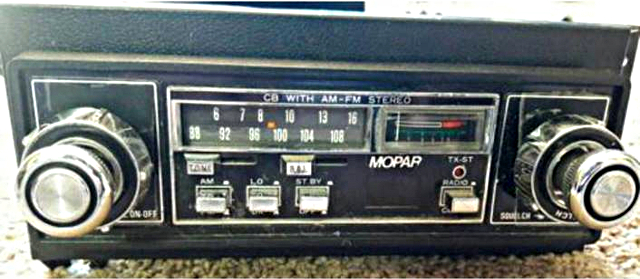 CB WITH AM-FM STEREO
6 7 8 10 13 16
88 92 96 100 104 108
MOPAR
TX-ST
AM LO ST BY RADIO
ON-OFF
SQUELCH